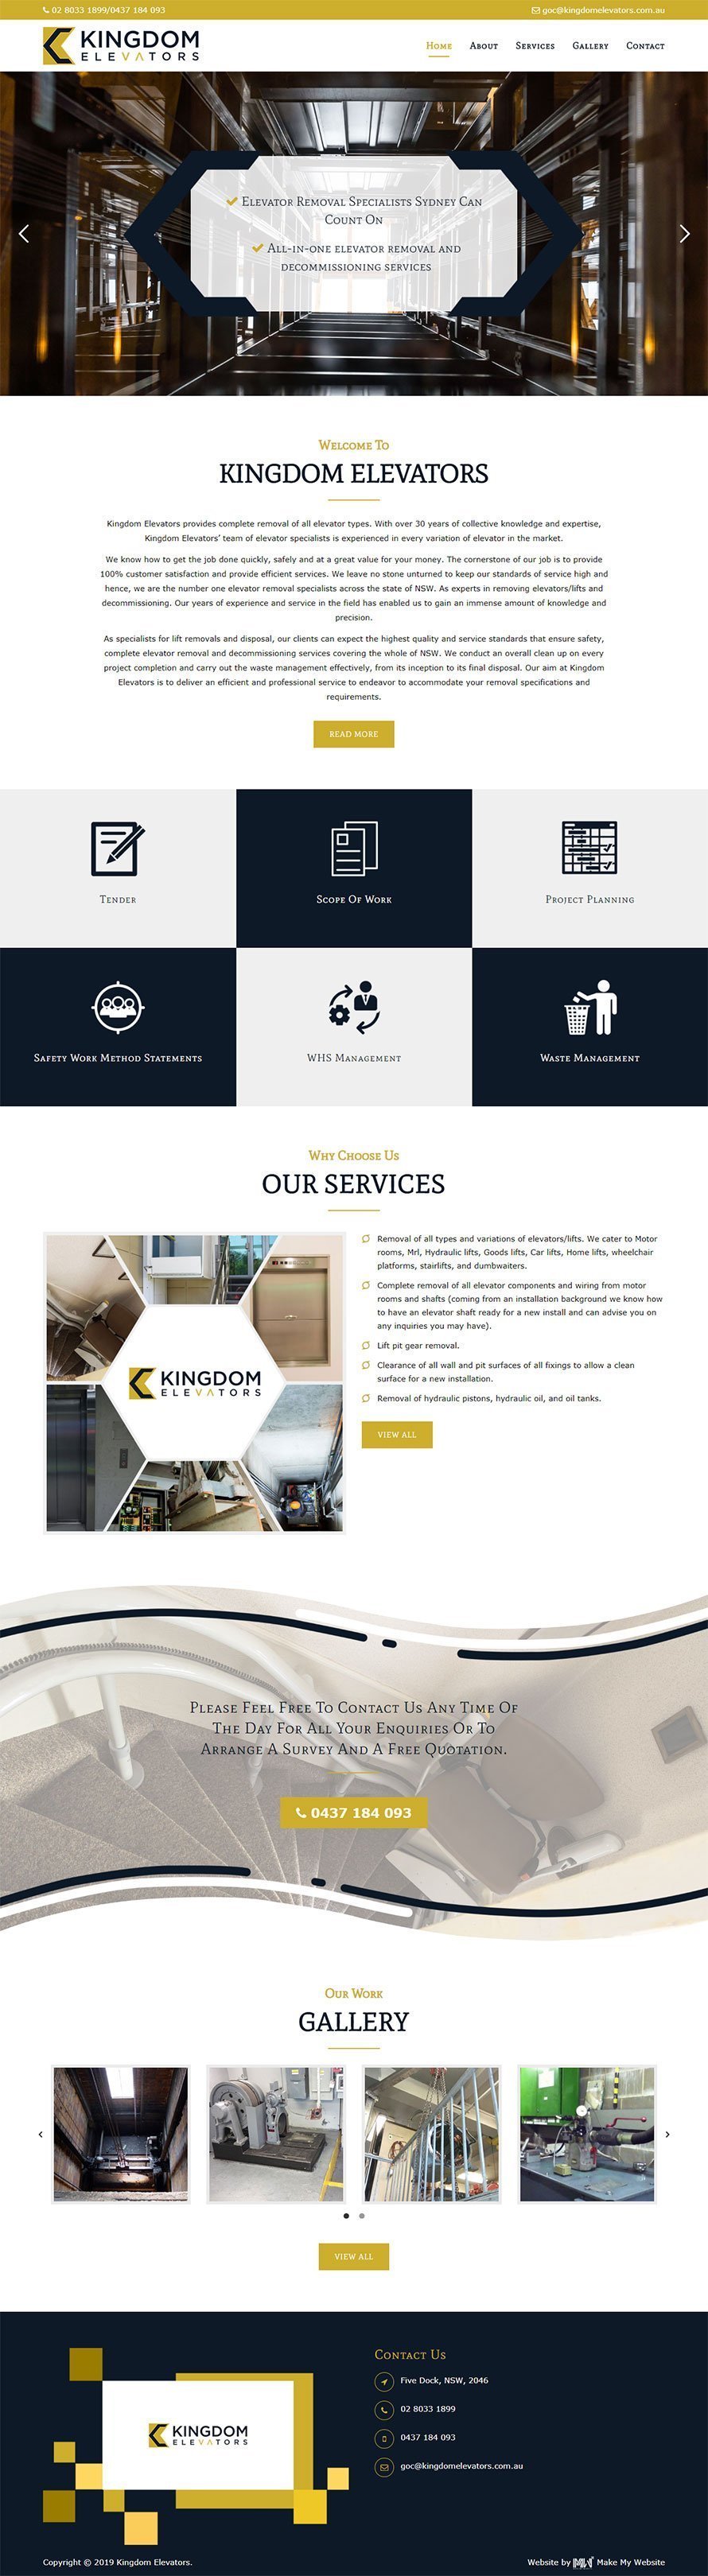 02 8033 1899/0437 184 093
goc@kingdomelevators.com.au
KINGDOM
ELEVATORS
Home About Services Gallery Contact
Elevator Removal Specialists Sydney Can
Count On
All-in-one elevator removal and
decommissioning services
Welcome To
KINGDOM ELEVATORS
Kingdom Elevators provides complete removal of all elevator types. With over 30 years of collective knowledge and expertise,
Kingdom Elevators' team of elevator specialists is experienced in every variation of elevator in the market.
We know how to get the job done quickly, safely and at a great value for your money. The cornerstone of our job is to provide
100% customer satisfaction and provide efficient services. We leave no stone unturned to keep our standards of service high and
hence, we are the number one elevator removal specialists across the state of NSW. As experts in removing elevators/lifts and
decommissioning. Our years of experience and service in the field has enabled us to gain an immense amount of knowledge and
precision.
As specialists for lift removals and disposal, our clients can expect the highest quality and service standards that ensure safety,
complete elevator removal and decommissioning services covering the whole of NSW. We conduct an overall clean up on every
project completion and carry out the waste management effectively, from its inception to its final disposal. Our aim at Kingdom
Elevators is to deliver an efficient and professional service to endeavor to accommodate your removal specifications and
requirements.
READ MORE
Tender
Scope Of Work
Project Planning
Safety Work Method Statements
WHS Management
Waste Management
Why Choose Us
OUR SERVICES
KINGDOM
ELEVATORS
Removal of all types and variations of elevators/lifts. We cater to Motor
rooms, Mrl, Hydraulic lifts, Goods lifts, Car lifts, Home lifts, wheelchair
platforms, stairlifts, and dumbwaiters.
Complete removal of all elevator components and wiring from motor
rooms and shafts (coming from an installation background we know how
to have an elevator shaft ready for a new install and can advise you on
any inquiries you may have).
Lift pit gear removal.
Clearance of all wall and pit surfaces of all fixings to allow a clean
surface for a new installation.
Removal of hydraulic pistons, hydraulic oil, and oil tanks.
VIEW ALL
Please Feel Free To Contact Us Any Time Of
The Day For All Your Enquiries Or To
Arrange A Survey And A Free Quotation.
0437 184 093
Our Work
GALLERY
VIEW ALL
KINGDOM
ELEVATORS
Contact Us
Five Dock, NSW, 2046
02 8033 1899
0437 184 093
goc@kingdomelevators.com.au
Copyright © 2019 Kingdom Elevators.
Website by MMW Make My Website